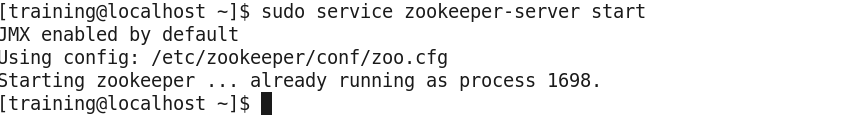 [training@localhost ~]$ sudo service zookeeper-server start
JMX enabled by default
Using config: /etc/zookeeper/conf/zoo.cfg
Starting zookeeper ... already running as process 1698.
[training@localhost ~]$